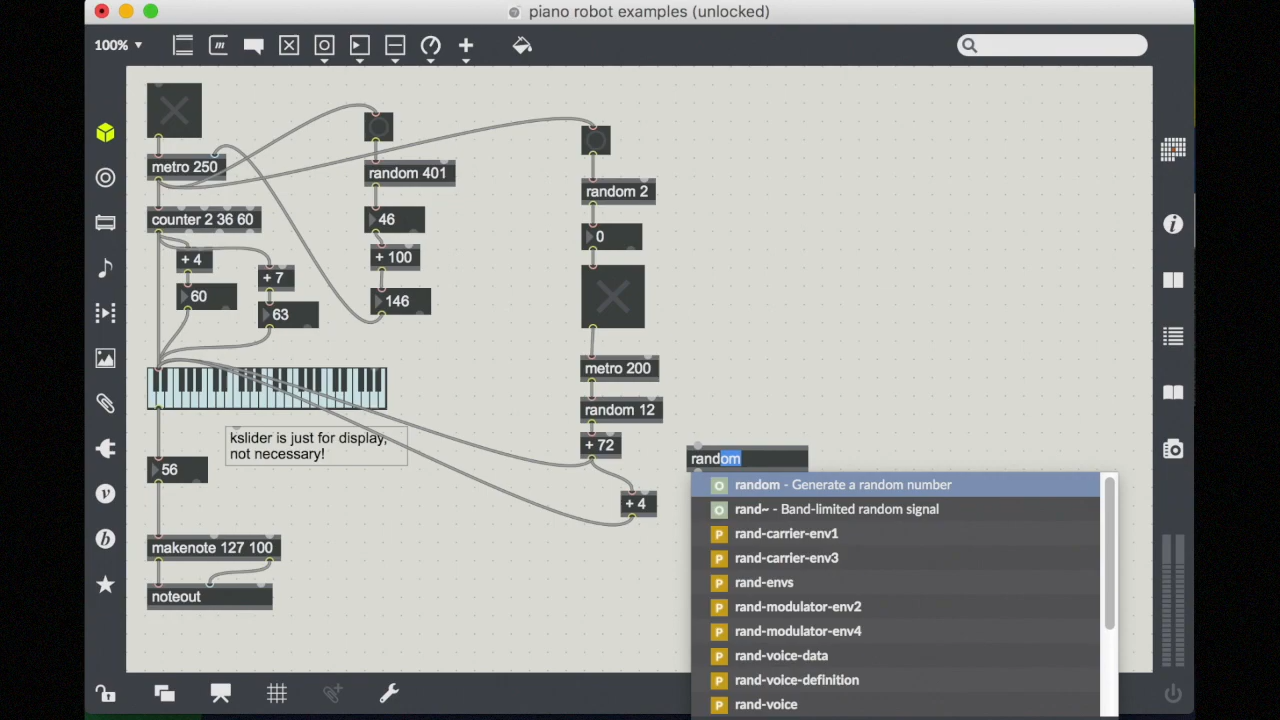 piano robot examples (unlocked)
100%
metro 250
random 401
random 2
counter 2 36 60
46
0
+ 4
+ 100
+ 7
60
146
63
metro 200
random 12
kslider is just for display,
not necessary!
+ 72
56
+ 4
makenote 127 100
noteout
random
random - Generate a random number
rand~ - Band-limited random signal
rand-carrier-env1
rand-carrier-env3
rand-envs
rand-modulator-env2
rand-modulator-env4
rand-voice-data
rand-voice-definition
rand-voice